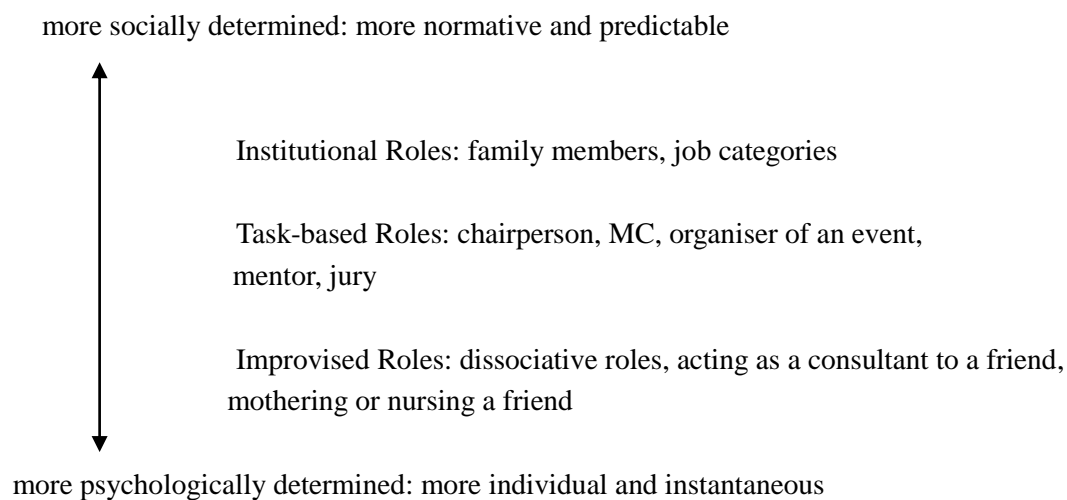 more socially determined: more normative and predictable
Institutional Roles: family members, job categories
Task-based Roles: chairperson, MC, organiser of an event,
mentor, jury
Improvised Roles: dissociative roles, acting as a consultant to a friend,
mothering or nursing a friend
more psychologically determined: more individual and instantaneous